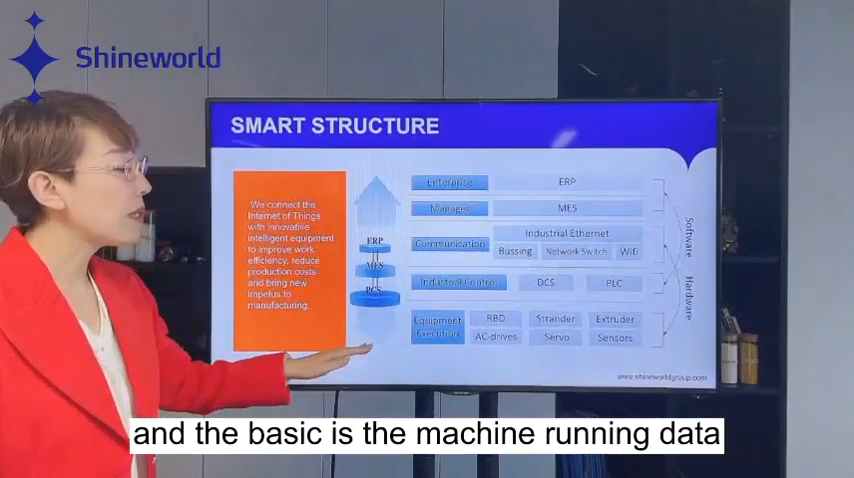 Shineworld
SMART STRUCTURE
We connect the
Internet of Things
with innovative
intelligent equipment
to improve work
efficiency, reduce
production costs
and bring new
impetus to
manufacturing.
ERP
MES
PCS
Enterprise
ERP
Manager
MES
Communication
Industrial Ethernet
Bussing
Network Switch
Wifi
Industrial Control
DCS
PLC
Equipment
Execution
RBD
Strander
Extruder
AC-drives
Servo
Sensors
Software
Hardware
www.shineworldgroup.com
and the basic is the machine running data